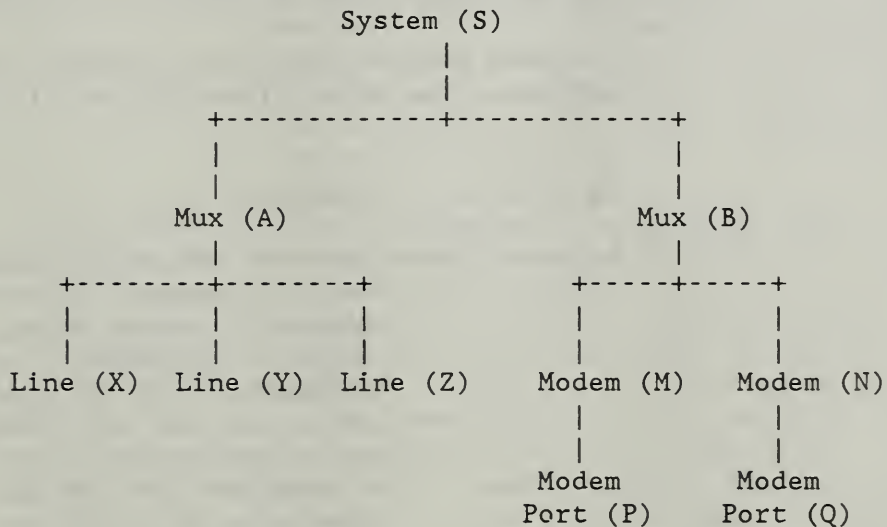 System (S)
Mux (A) Mux (B)
Line (X) Line (Y) Line (Z) Modem (M) Modem (N)
Modem Modem
Port (P) Port (Q)